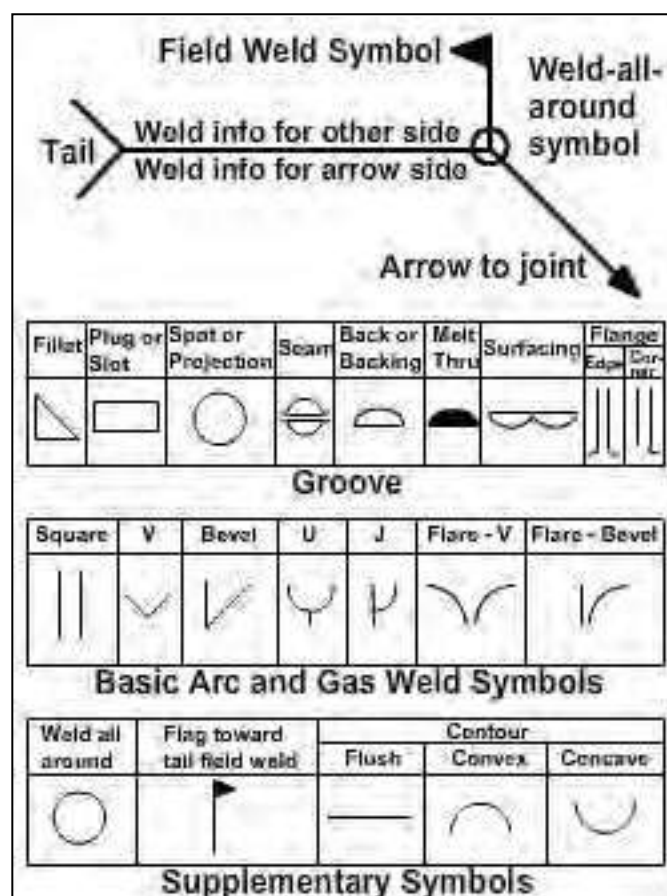 Field Weld Symbol
Weld-all-
around
symbol
Tail
Weld info for other side
Weld info for arrow side
Arrow to joint
Fillet
Plug or
Slot
Spot or
Projection
Seam
Back or
Backing
Melt
Thru
Surfacing
Flange
Edge
Cor-
ner
Groove
Square
V
Bevel
U
J
Flare - V
Flare - Bevel
Basic Arc and Gas Weld Symbols
Weld all
around
Flag toward
tail field weld
Contour
Flush
Convex
Concave
Supplementary Symbols